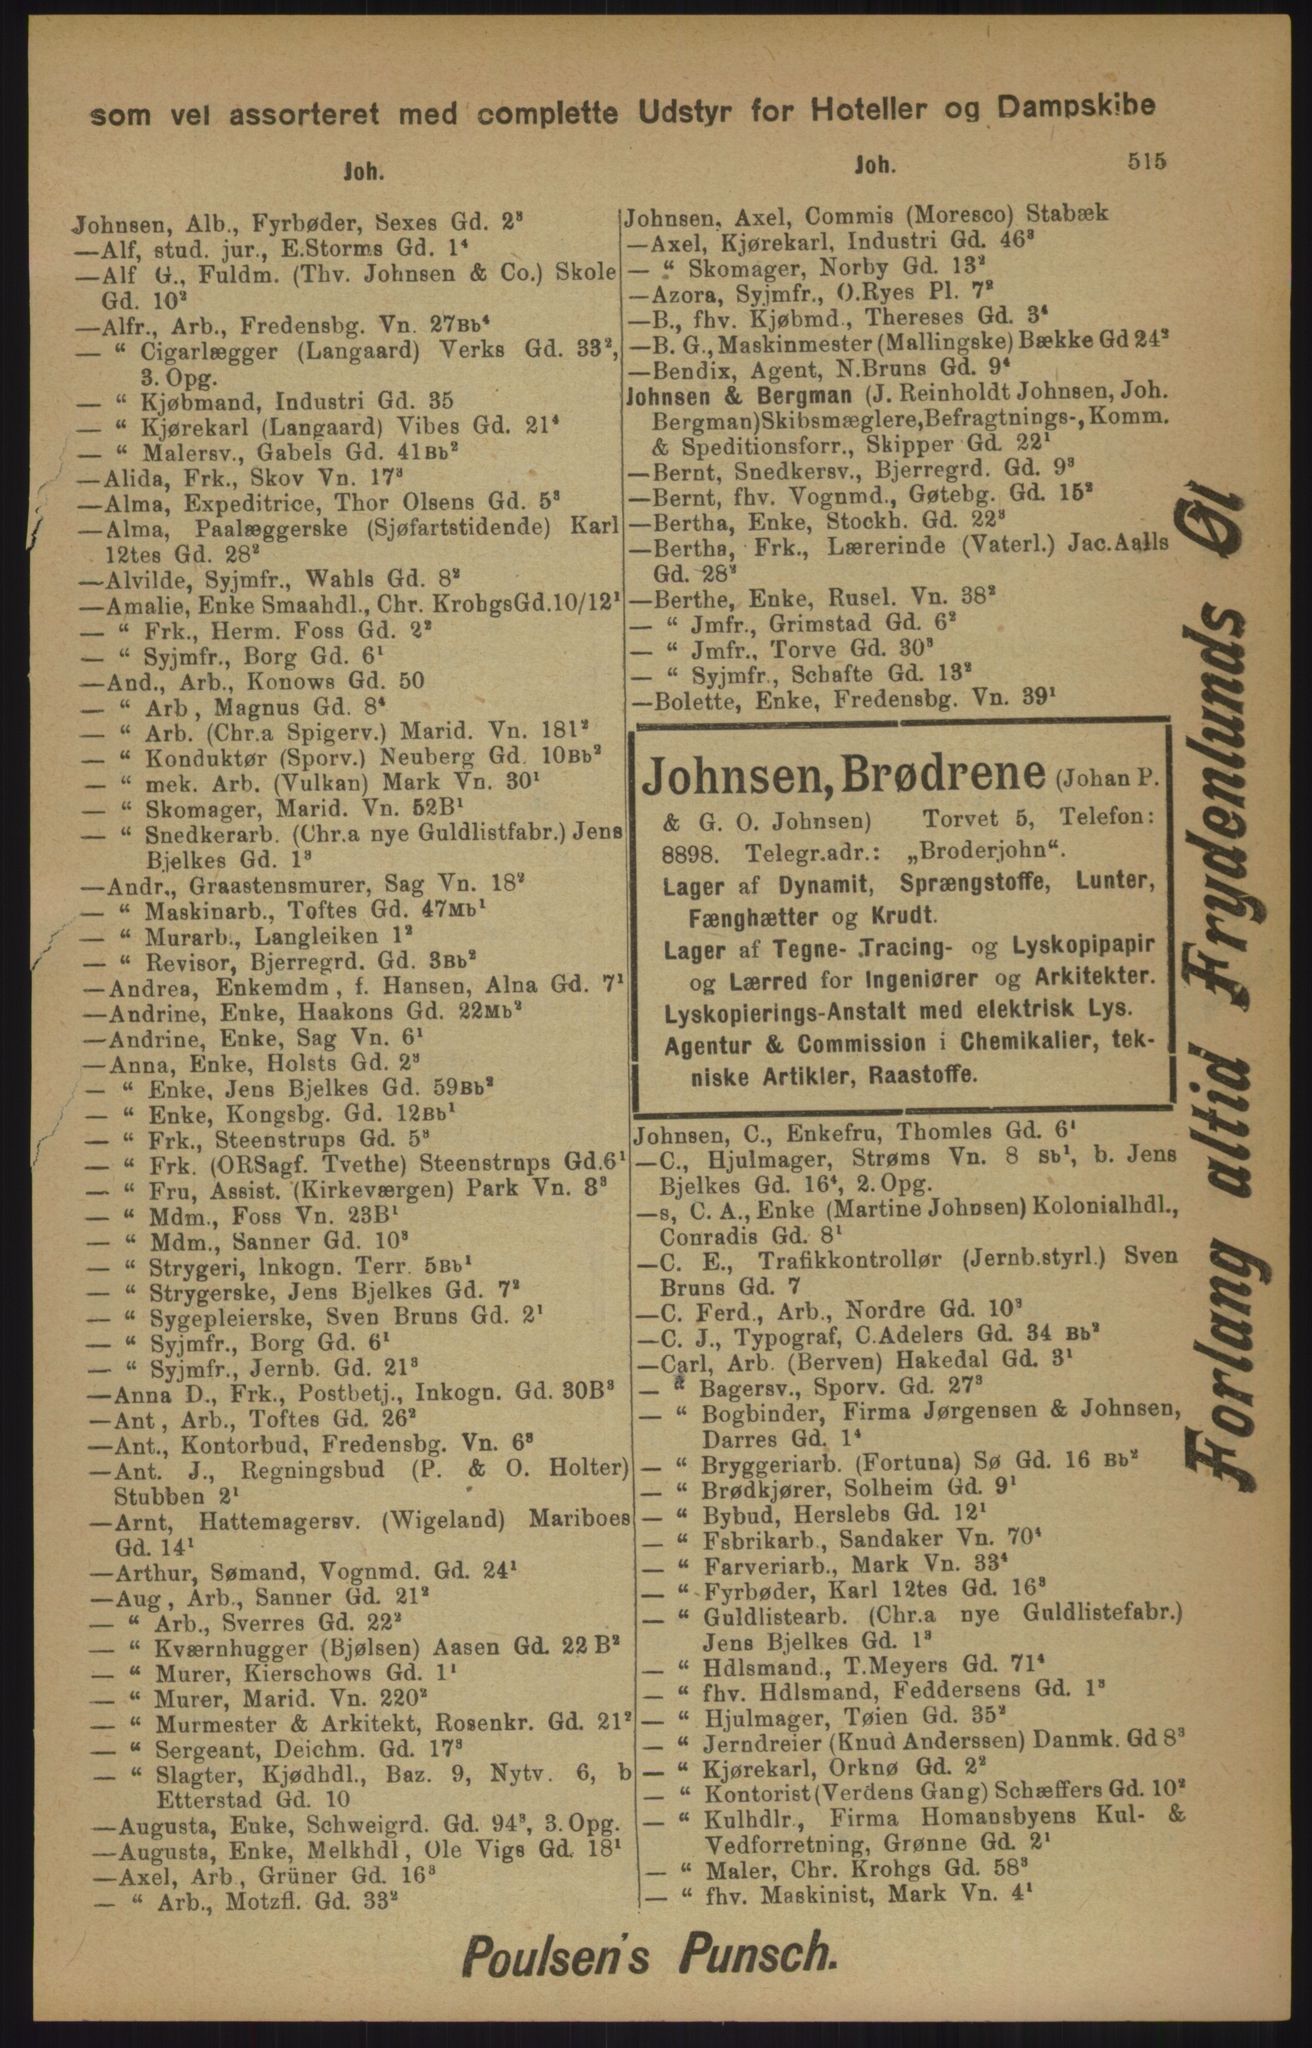 som vel assorteret med complette Udstyr for Hoteller og Dampskibe
Joh.
Johnsen, Alb., Fyrbøder, Sexes Gd. 2³
—Alf, stud. jur., E.Storms Gd. 1⁴
—Alf G., Fuldm. (Thv. Johnsen & Co.) Skole
Gd. 10²
—Alfr., Arb., Fredensbg. Vn. 27Bb⁴
— “ Cigarlægger (Langaard) Verks Gd. 33²,
3. Opg.
— “ Kjøbmand, Industri Gd. 35
— “ Kjørekarl (Langaard) Vibes Gd. 21⁴
— “ Malersv., Gabels Gd. 41Bb²
—Alida, Frk., Skov Vn. 17³
—Alma, Expeditrice, Thor Olsens Gd. 5³
—Alma, Paalæggerske (Sjøfartstidende) Karl
12tes Gd. 28²
—Alvilde, Syjmfr., Wahls Gd. 8²
—Amalie, Enke Smaahdl., Chr. KrohgsGd.10/12¹
— “ Frk., Herm. Foss Gd. 2²
— “ Syjmfr., Borg Gd. 6¹
—And., Arb., Konows Gd. 50
— “ Arb , Magnus Gd. 8⁴
— “ Arb. (Chr.a Spigerv.) Marid. Vn. 181²
— “ Konduktør (Sporv.) Neuberg Gd. 10Bb²
— “ mek. Arb. (Vulkan) Mark Vn. 30¹
— “ Skomager, Marid. Vn. 52B¹
— “ Snedkerarb. (Chr.a nye Guldlistfabr.) Jens
Bjelkes Gd. 1³
—Andr., Graastensmurer, Sag Vn. 18²
— “ Maskinarb., Toftes Gd. 47Mb¹
— “ Murarb., Langleiken 1²
— “ Revisor, Bjerregrd. Gd. 3Bb²
—Andrea, Enkemdm , f. Hansen, Alna Gd. 7¹
—Andrine, Enke, Haakons Gd. 22Mb²
—Andrine, Enke, Sag Vn. 6¹
—Anna, Enke, Holsts Gd. 2³
— “ Enke, Jens Bjelkes Gd. 59Bb²
— “ Enke, Kongsbg. Gd. 12Bb¹
— “ Frk., Steenstrups Gd. 5³
— “ Frk. (ORSagf. Tvethe) Steenstrups Gd.6¹
— “ Fru, Assist. (Kirkeværgen) Park Vn. 8³
— “ Mdm., Foss Vn. 23B¹
— “ Mdm., Sanner Gd. 10³
— “ Strygeri, Inkogn. Terr. 5Bb¹
— “ Strygerske, Jens Bjelkes Gd. 7²
— “ Sygepleierske, Sven Bruns Gd. 2¹
— “ Syjmfr., Borg Gd. 6¹
— “ Syjmfr., Jernb. Gd. 21³
—Anna D., Frk., Postbetj., Inkogn. Gd. 30B³
—Ant , Arb., Toftes Gd. 26²
—Ant., Kontorbud, Fredensbg. Vn. 6³
—Ant. J., Regningsbud (P. & O. Holter)
Stubben 2¹
—Arnt, Hattemagersv. (Wigeland) Mariboes
Gd. 14¹
—Arthur, Sømand, Vognmd. Gd. 24¹
—Aug , Arb., Sanner Gd. 21²
— “ Arb., Sverres Gd. 22²
— “ Kværnhugger (Bjølsen) Aasen Gd. 22 B²
— “ Murer, Kierschows Gd. 1¹
— “ Murer, Marid. Vn. 220²
— “ Murmester & Arkitekt, Rosenkr. Gd. 21²
— “ Sergeant, Deichm. Gd. 17³
— “ Slagter, Kjødhdl., Baz. 9, Nytv. 6, b
Etterstad Gd. 10
—Augusta, Enke, Schweigrd. Gd. 94³, 3. Opg.
—Augusta, Enke, Melkhdl , Ole Vigs Gd. 18¹
—Axel, Arb , Grüner Gd. 16³
— “ Arb., Motzfl. Gd. 33²
Joh. 515
Johnsen, Axel, Commis (Moresco) Stabæk
—Axel, Kjørekarl, Industri Gd. 46³
— “ Skomager, Norby Gd. 13²
—Azora, Syjmfr., O.Ryes Pl. 7²
—B., fhv. Kjøbmd., Thereses Gd. 3⁴
—B. G., Maskinmester (Mallingske) Bække Gd 24²
—Bendix, Agent, N.Bruns Gd. 9⁴
Johnsen & Bergman (J. Reinholdt Johnsen, Joh.
Bergman) Skibsmæglere, Befragtnings-, Komm.
& Speditionsforr., Skipper Gd. 22¹
—Bernt, Snedkersv., Bjerregrd. Gd. 9³
—Bernt, fhv. Vognmd., Gøtebg. Gd. 15²
—Bertha, Enke, Stockh. Gd. 22³
—Bertha, Frk., Lærerinde (Vaterl.) Jac.Aalls
Gd. 28³
—Berthe, Enke, Rusel. Vn. 38²
— “ Jmfr., Grimstad Gd. 6²
— “ Jmfr., Torve Gd. 30³
— “ Syjmfr., Schafte Gd. 13²
—Bolette, Enke, Fredensbg. Vn. 39¹
Johnsen, Brødrene (Johan P.
& G. O. Johnsen) Torvet 5, Telefon:
8898. Telegr.adr.: „Broderjohn“.
Lager af Dynamit, Sprængstoffe, Lunter,
Fænghætter og Krudt.
Lager af Tegne- Tracing- og Lyskopipapir
og Lærred for Ingeniører og Arkitekter.
Lyskopierings-Anstalt med elektrisk Lys.
Agentur & Commission i Chemikalier, tek-
niske Artikler, Raastoffe.
Johnsen, C., Enkefru, Thomles Gd. 6¹
—C., Hjulmager, Strøms Vn. 8 Sb¹, b. Jens
Bjelkes Gd. 16⁴, 2. Opg.
—s, C. A., Enke (Martine Johnsen) Kolonialhdl.,
Conradis Gd. 8¹
—C. E., Trafikkontrollør (Jernb.styrl.) Sven
Bruns Gd. 7
—C. Ferd., Arb., Nordre Gd. 10³
—C. J., Typograf, C.Adelers Gd. 34 Bb²
—Carl, Arb. (Berven) Hakedal Gd. 3¹
— “ Bagersv., Sporv. Gd. 27³
— “ Bogbinder, Firma Jørgensen & Johnsen,
Darres Gd. 1⁴
— “ Bryggeriarb. (Fortuna) Sø Gd. 16 Bb²
— “ Brødkjører, Solheim Gd. 9¹
— “ Bybud, Herslebs Gd. 12¹
— “ Fsbrikarb., Sandaker Vn. 70⁴
— “ Farveriarb., Mark Vn. 33⁴
— “ Fyrbøder, Karl 12tes Gd. 16³
— “ Guldlistearb. (Chr.a nye Guldlistefabr.)
Jens Bjelkes Gd. 1³
— “ Hdlsmand., T.Meyers Gd. 71⁴
— “ fhv. Hdlsmand, Feddersens Gd. 1³
— “ Hjulmager, Tøien Gd. 35²
— “ Jerndreier (Knud Anderssen) Danmk. Gd 8³
— “ Kjørekarl, Orknø Gd. 2²
— “ Kontorist (Verdens Gang) Schæffers Gd. 10²
— “ Kulhdlr., Firma Homansbyens Kul- &
Vedforretning, Grønne Gd. 2¹
— “ Maler, Chr. Krohgs Gd. 58³
— “ fhv. Maskinist, Mark Vn. 4¹
Forlang altid Frydenlunds Øl
Poulsen's Punsch.